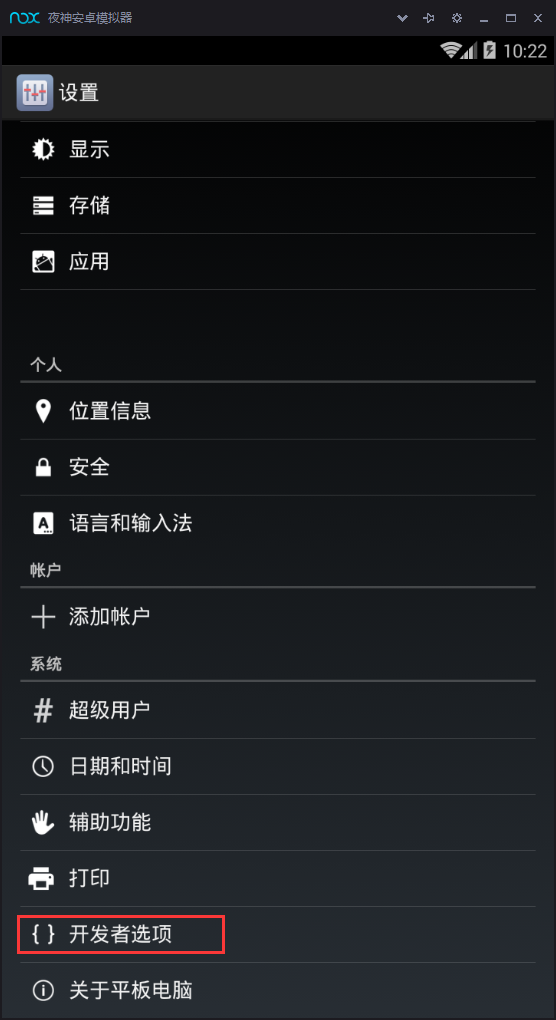 nox 夜神安卓模拟器
10:22
设置
显示
存储
应用
个人
位置信息
安全
语言和输入法
帐户
添加帐户
系统
超级用户
日期和时间
辅助功能
打印
{ } 开发者选项
关于平板电脑